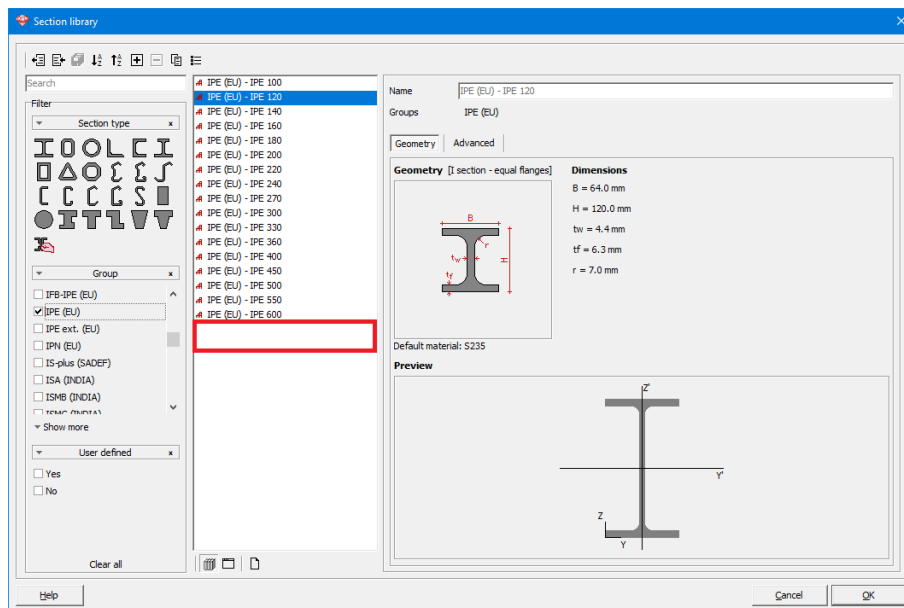 Section library
Search
Filter
Section type
Group
IFB-IPE (EU)
IPE (EU)
IPE ext. (EU)
IPN (EU)
IS-plus (SADEF)
ISA (INDIA)
ISMB (INDIA)
ISMC (INDIA)
Show more
User defined
Yes
No
Clear all
IPE (EU) - IPE 100
IPE (EU) - IPE 120
IPE (EU) - IPE 140
IPE (EU) - IPE 160
IPE (EU) - IPE 180
IPE (EU) - IPE 200
IPE (EU) - IPE 220
IPE (EU) - IPE 240
IPE (EU) - IPE 270
IPE (EU) - IPE 300
IPE (EU) - IPE 330
IPE (EU) - IPE 360
IPE (EU) - IPE 400
IPE (EU) - IPE 450
IPE (EU) - IPE 500
IPE (EU) - IPE 550
IPE (EU) - IPE 600
Name IPE (EU) - IPE 120
Groups IPE (EU)
Geometry Advanced
Geometry [I section - equal flanges]
B
r
tw
H
tf
Default material: S235
Dimensions
B = 64.0 mm
H = 120.0 mm
tw = 4.4 mm
tf = 6.3 mm
r = 7.0 mm
Preview
Z'
Y'
Z
Y
Help
Cancel
OK